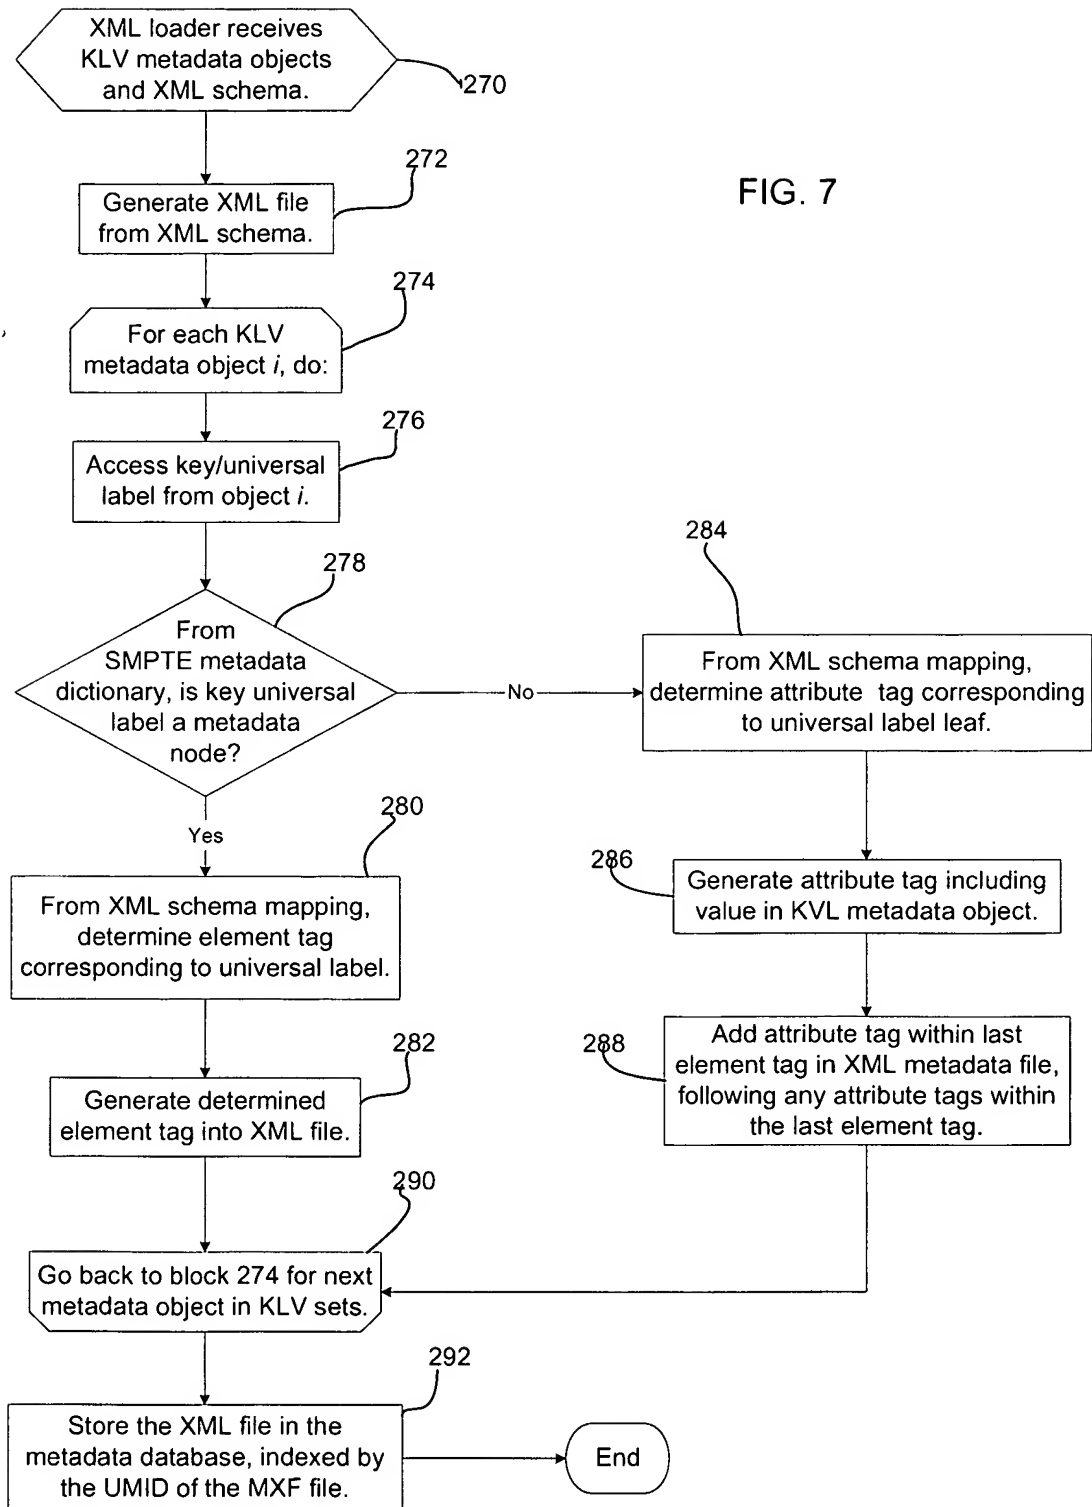 XML loader receives
KLV metadata objects
and XML schema.
270
272
FIG. 7
Generate XML file
from XML schema.
274
For each KLV
metadata object i, do:
276
Access key/universal
label from object i.
278
284
From
SMPTE metadata
dictionary, is key universal
label a metadata
node?
No
From XML schema mapping,
determine attribute tag corresponding
to universal label leaf.
Yes
280
From XML schema mapping,
determine element tag
corresponding to universal label.
286
Generate attribute tag including
value in KVL metadata object.
282
Generate determined
element tag into XML file.
288
Add attribute tag within last
element tag in XML metadata file,
following any attribute tags within
the last element tag.
290
Go back to block 274 for next
metadata object in KLV sets.
292
Store the XML file in the
metadata database, indexed by
the UMID of the MXF file.
End